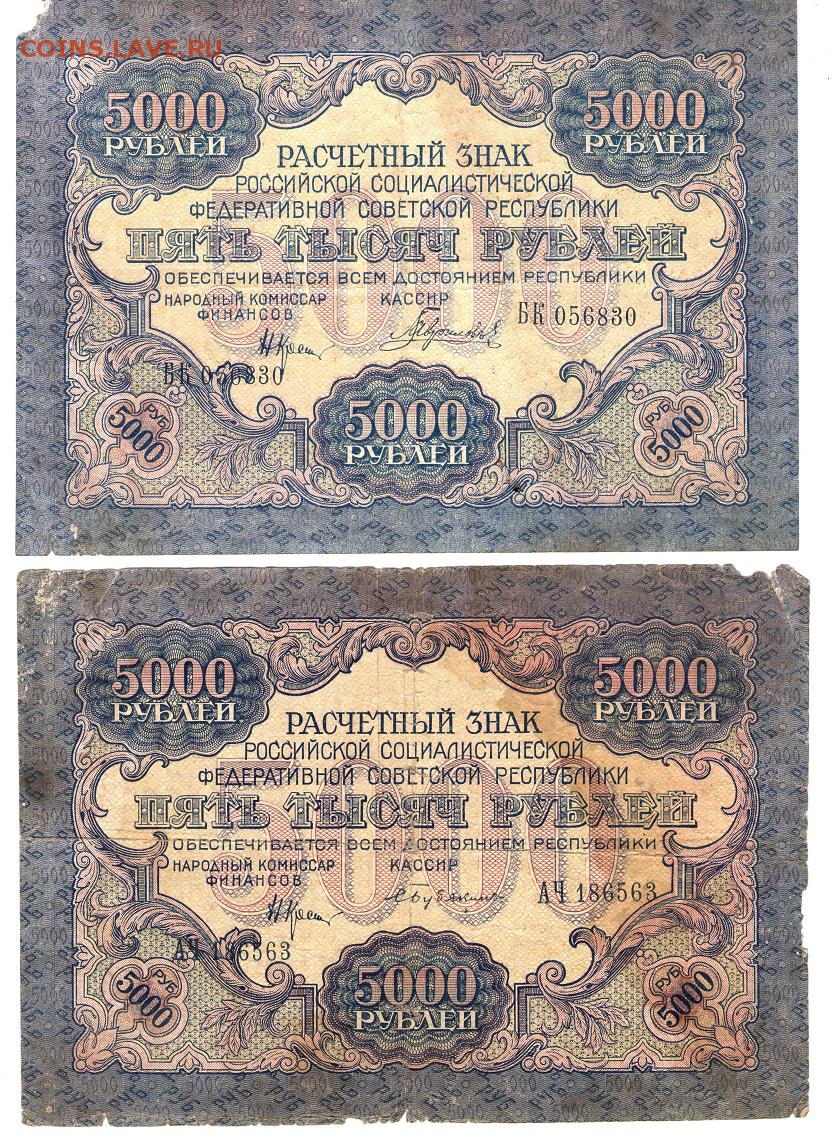 COINS.LAVE.RU
5000 5000
РУБЛЕЙ РУБЛЕЙ
РАСЧЕТНЫЙ ЗНАК
РОССИЙСКОЙ СОЦИАЛИСТИЧЕСКОЙ
ФЕДЕРАТИВНОЙ СОВЕТСКОЙ РЕСПУБЛИКИ
ПЯТЬ ТЫСЯЧ РУБЛЕЙ
5000
ОБЕСПЕЧИВАЕТСЯ ВСЕМ ДОСТОЯНИЕМ РЕСПУБЛИКИ
НАРОДНЫЙ КОМИССАР КАССИР
ФИНАНСОВ
БК 056830
БК 056830
РУБ 5000 РУБ
5000 РУБЛЕЙ 5000
5000 5000
РУБЛЕЙ РУБЛЕЙ
РАСЧЕТНЫЙ ЗНАК
РОССИЙСКОЙ СОЦИАЛИСТИЧЕСКОЙ
ФЕДЕРАТИВНОЙ СОВЕТСКОЙ РЕСПУБЛИКИ
ПЯТЬ ТЫСЯЧ РУБЛЕЙ
5000
ОБЕСПЕЧИВАЕТСЯ ВСЕМ ДОСТОЯНИЕМ РЕСПУБЛИКИ
НАРОДНЫЙ КОМИССАР КАССИР
ФИНАНСОВ
АЧ 186563
АЧ 186563
РУБ 5000 РУБ
5000 РУБЛЕЙ 5000